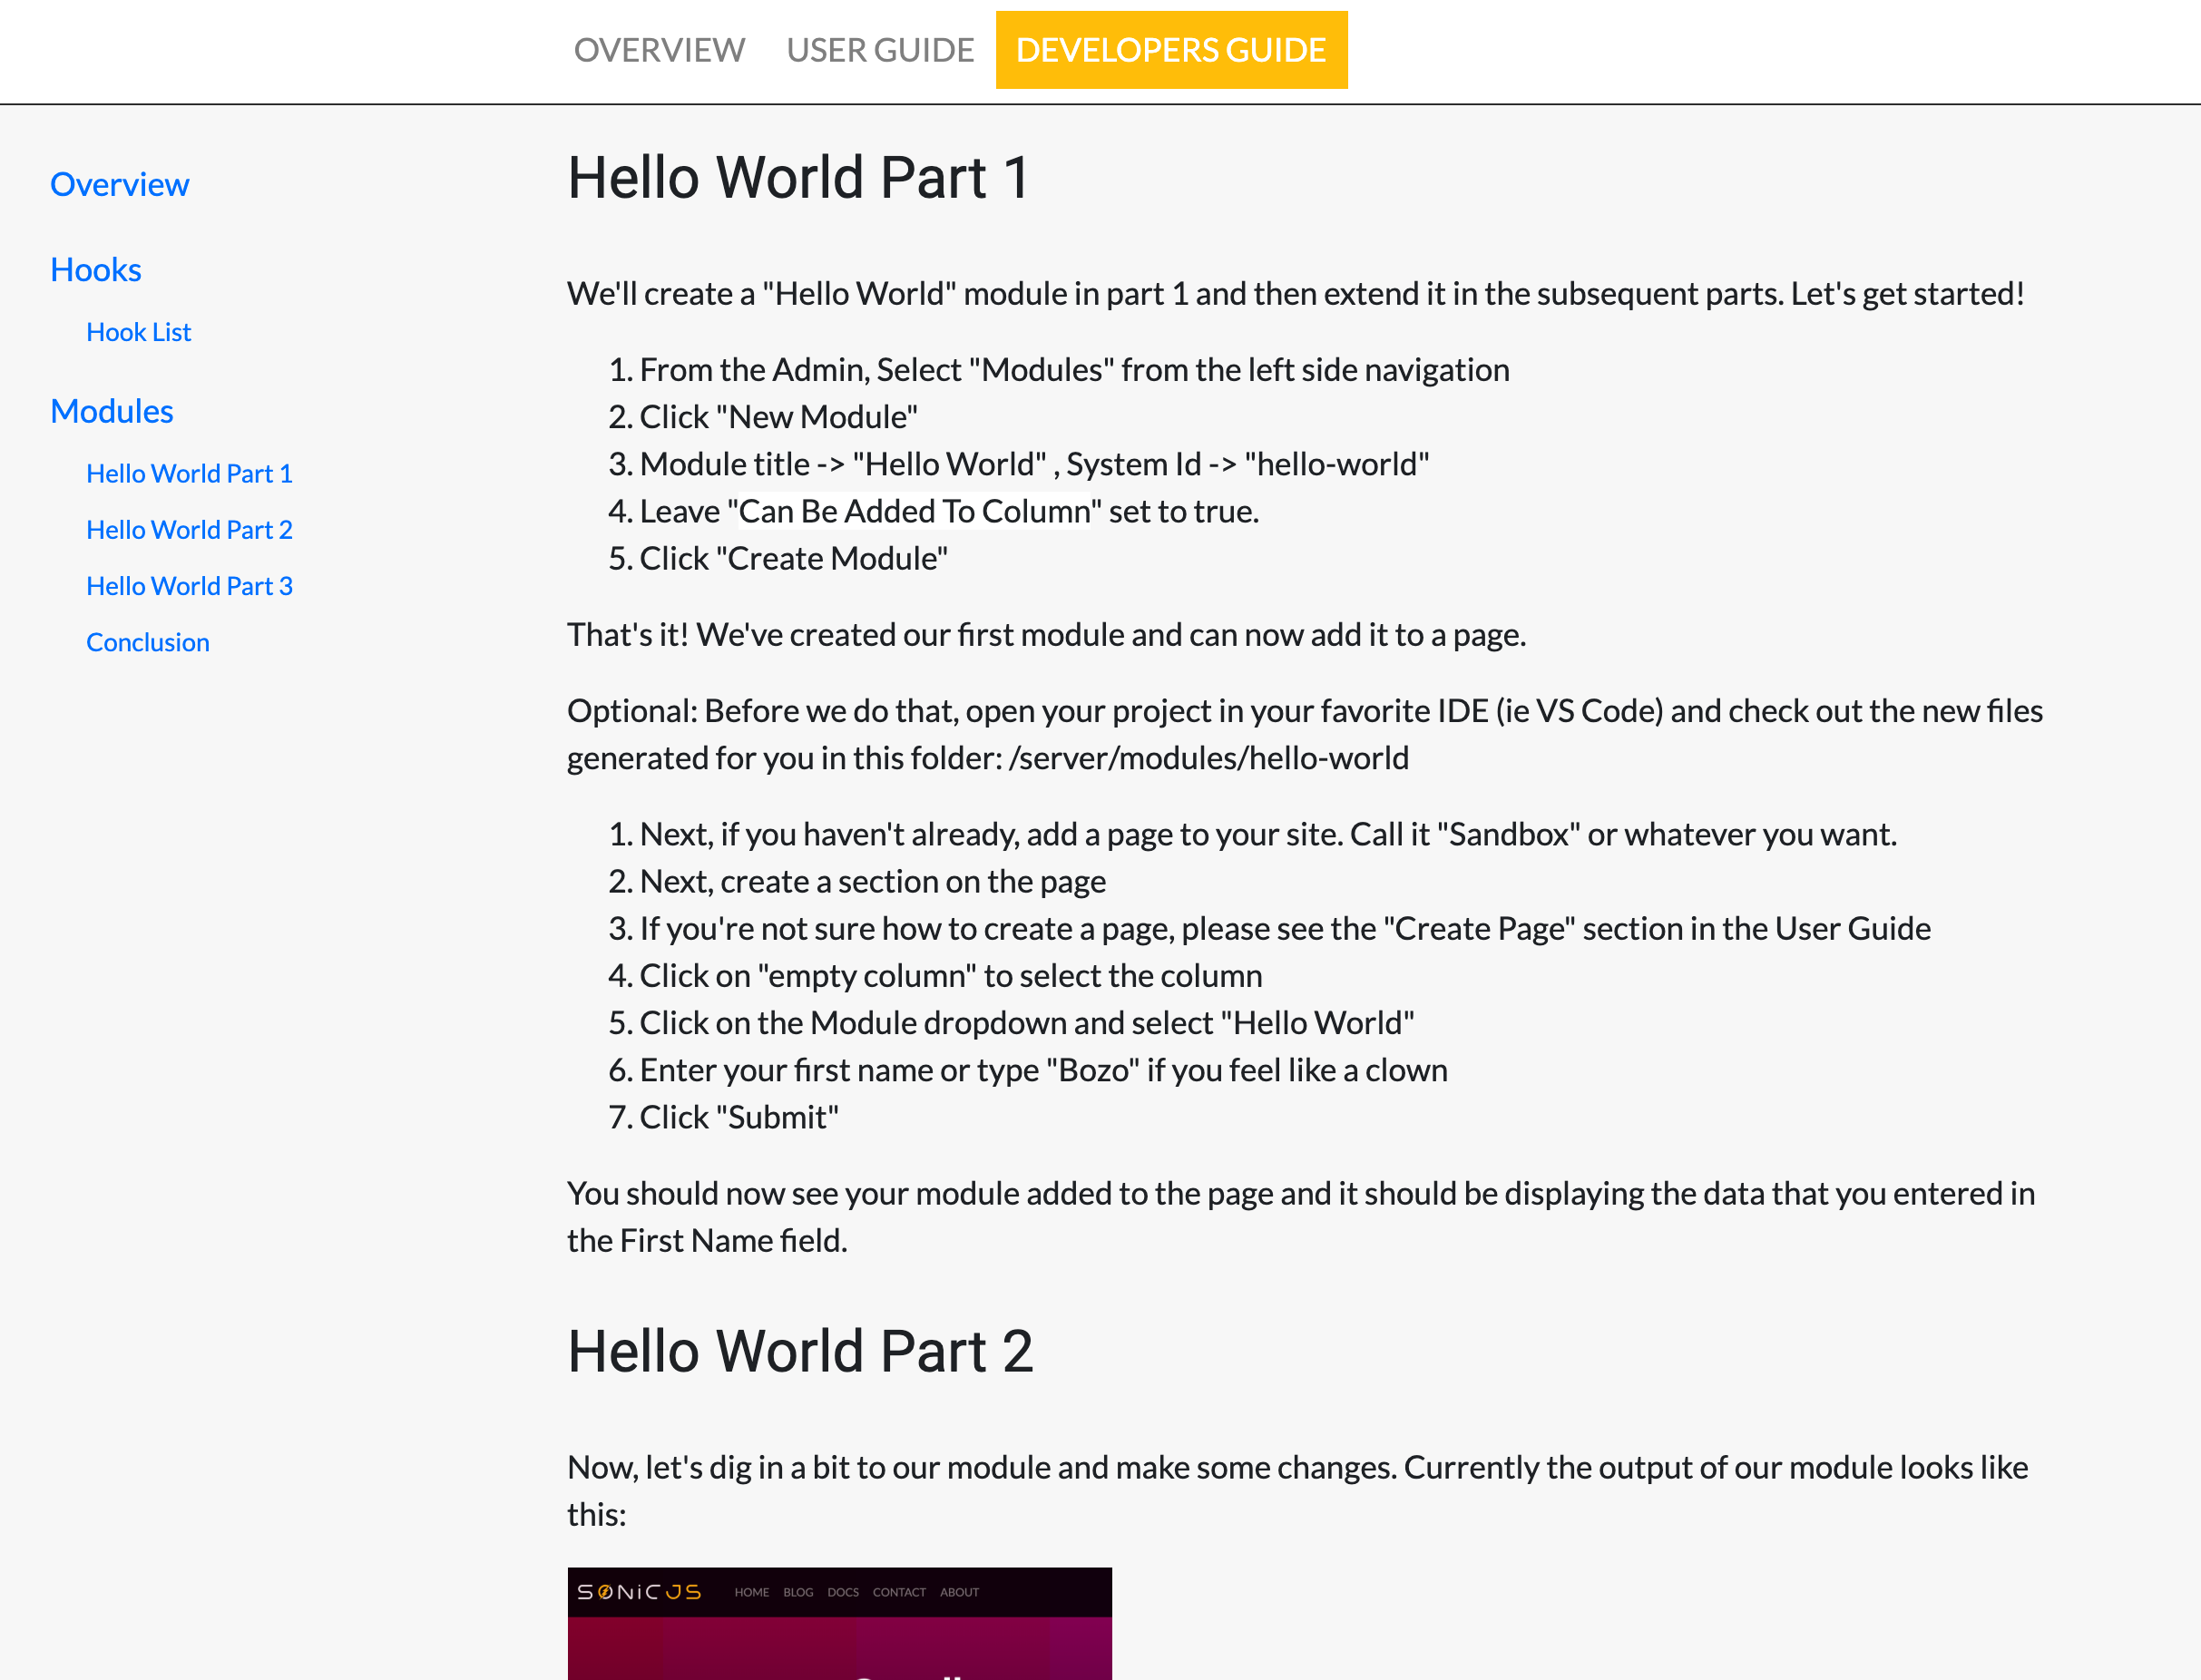 OVERVIEW USER GUIDE DEVELOPERS GUIDE
Overview
Hooks
Hook List
Modules
Hello World Part 1
Hello World Part 2
Hello World Part 3
Conclusion
Hello World Part 1
We'll create a "Hello World" module in part 1 and then extend it in the subsequent parts. Let's get started!
1. From the Admin, Select "Modules" from the left side navigation
2. Click "New Module"
3. Module title -> "Hello World" , System Id -> "hello-world"
4. Leave "Can Be Added To Column" set to true.
5. Click "Create Module"
That's it! We've created our first module and can now add it to a page.
Optional: Before we do that, open your project in your favorite IDE (ie VS Code) and check out the new files
generated for you in this folder: /server/modules/hello-world
1. Next, if you haven't already, add a page to your site. Call it "Sandbox" or whatever you want.
2. Next, create a section on the page
3. If you're not sure how to create a page, please see the "Create Page" section in the User Guide
4. Click on "empty column" to select the column
5. Click on the Module dropdown and select "Hello World"
6. Enter your first name or type "Bozo" if you feel like a clown
7. Click "Submit"
You should now see your module added to the page and it should be displaying the data that you entered in
the First Name field.
Hello World Part 2
Now, let's dig in a bit to our module and make some changes. Currently the output of our module looks like
this:
SONICJS HOME BLOG DOCS CONTACT ABOUT